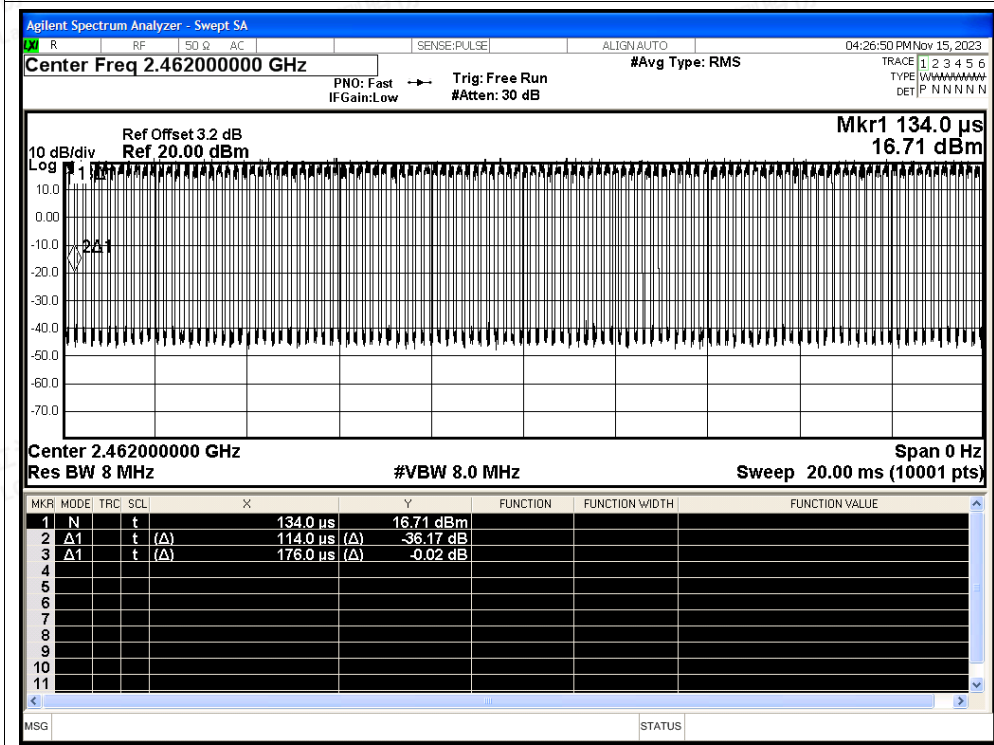 Agilent Spectrum Analyzer - Swept SA
LXI R RF 50 Ω AC SENSE:PULSE ALIGN AUTO 04:26:50 PM Nov 15, 2023
Center Freq 2.462000000 GHz #Avg Type: RMS TRACE 1 2 3 4 5 6
PNO: Fast Trig: Free Run TYPE W
IFGain:Low #Atten: 30 dB DET P N N N N N
Mkr1 134.0 µs
Ref Offset 3.2 dB
10 dB/div Ref 20.00 dBm 16.71 dBm
Log
1 3Δ1
10.0
0.00
-10.0
2Δ1
-20.0
-30.0
-40.0
-50.0
-60.0
-70.0
Center 2.462000000 GHz Span 0 Hz
Res BW 8 MHz #VBW 8.0 MHz Sweep 20.00 ms (10001 pts)
MKR MODE TRC SCL X Y FUNCTION FUNCTION WIDTH FUNCTION VALUE
1 N t 134.0 µs 16.71 dBm
2 Δ1 t (Δ) 114.0 µs (Δ) -36.17 dB
3 Δ1 t (Δ) 176.0 µs (Δ) -0.02 dB
4
5
6
7
8
9
10
11
MSG STATUS